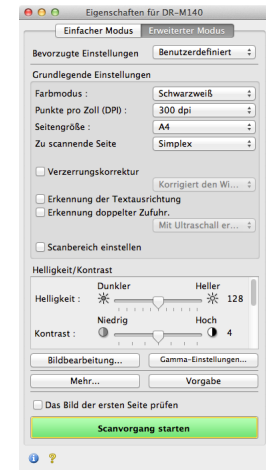 Eigenschaften für DR-M140
Einfacher Modus Erweiterter Modus
Bevorzugte Einstellungen Benutzerdefiniert
Grundlegende Einstellungen
Farbmodus : Schwarzweiß
Punkte pro Zoll (DPI) : 300 dpi
Seitengröße : A4
Zu scannende Seite Simplex
Verzerrungskorrektur
Korrigiert den Wi...
Erkennung der Textausrichtung
Erkennung doppelter Zufuhr.
Mit Ultraschall er...
Scanbereich einstellen
Helligkeit/Kontrast
Dunkler Heller
Helligkeit : 128
Niedrig Hoch
Kontrast : 4
Bildbearbeitung... Gamma-Einstellungen...
Mehr... Vorgabe
Das Bild der ersten Seite prüfen
Scanvorgang starten